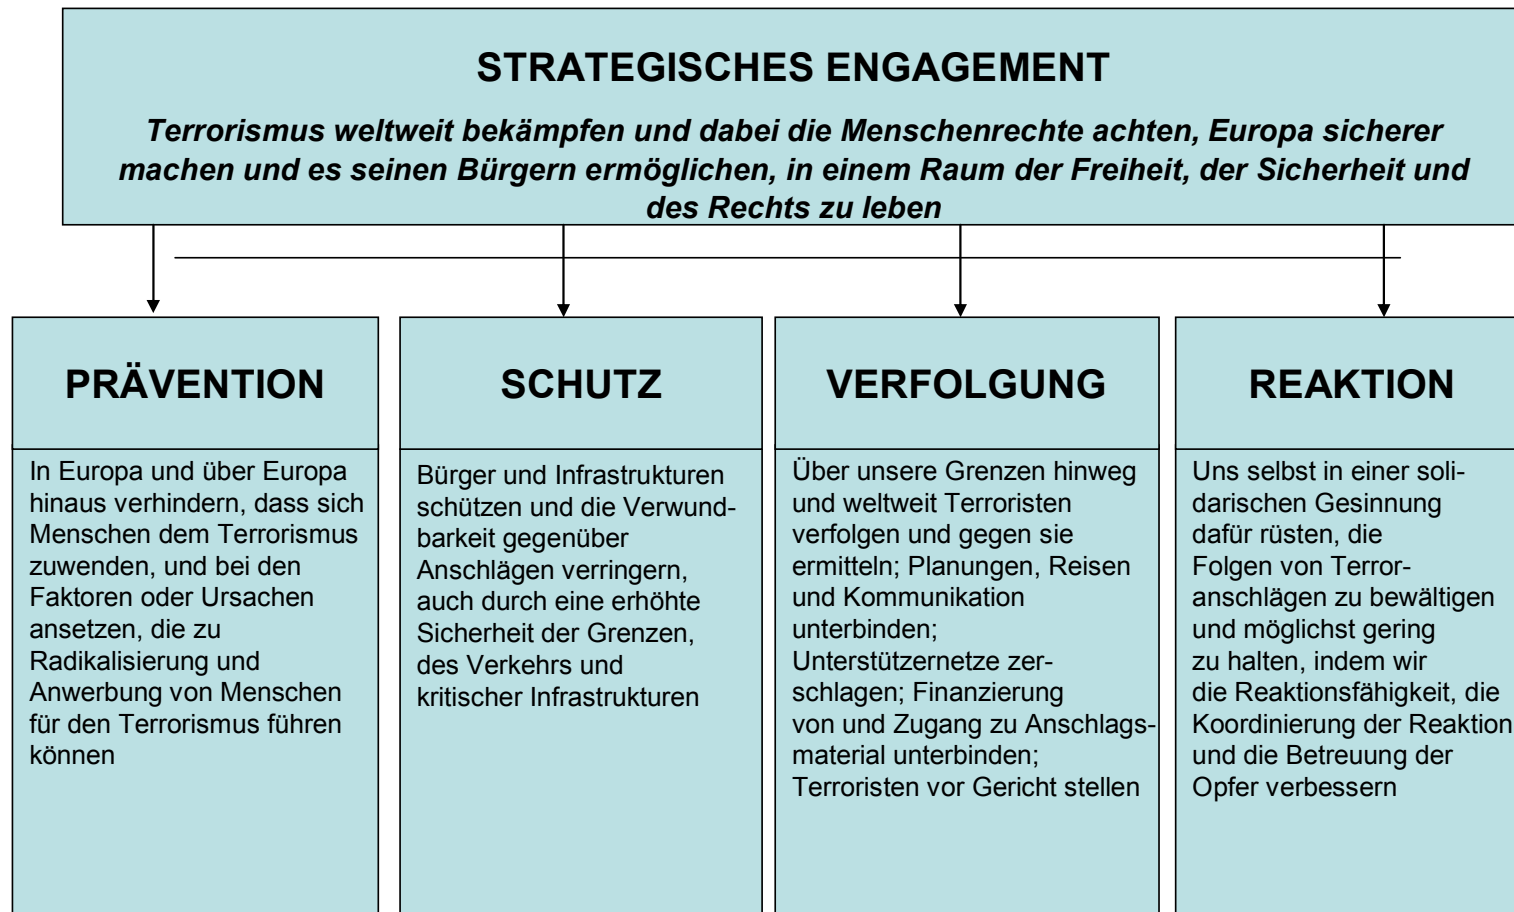 STRATEGISCHES ENGAGEMENT
Terrorismus weltweit bekämpfen und dabei die Menschenrechte achten, Europa sicherer
machen und es seinen Bürgern ermöglichen, in einem Raum der Freiheit, der Sicherheit und
des Rechts zu leben
PRÄVENTION
In Europa und über Europa
hinaus verhindern, dass sich
Menschen dem Terrorismus
zuwenden, und bei den
Faktoren oder Ursachen
ansetzen, die zu
Radikalisierung und
Anwerbung von Menschen
für den Terrorismus führen
können
SCHUTZ
Bürger und Infrastrukturen
schützen und die Verwund-
barkeit gegenüber
Anschlägen verringern,
auch durch eine erhöhte
Sicherheit der Grenzen,
des Verkehrs und
kritischer Infrastrukturen
VERFOLGUNG
Über unsere Grenzen hinweg
und weltweit Terroristen
verfolgen und gegen sie
ermitteln; Planungen, Reisen
und Kommunikation
unterbinden;
Unterstützernetze zer-
schlagen; Finanzierung
von und Zugang zu Anschlags-
material unterbinden;
Terroristen vor Gericht stellen
REAKTION
Uns selbst in einer soli-
darischen Gesinnung
dafür rüsten, die
Folgen von Terror-
anschlägen zu bewältigen
und möglichst gering
zu halten, indem wir
die Reaktionsfähigkeit, die
Koordinierung der Reaktion
und die Betreuung der
Opfer verbessern